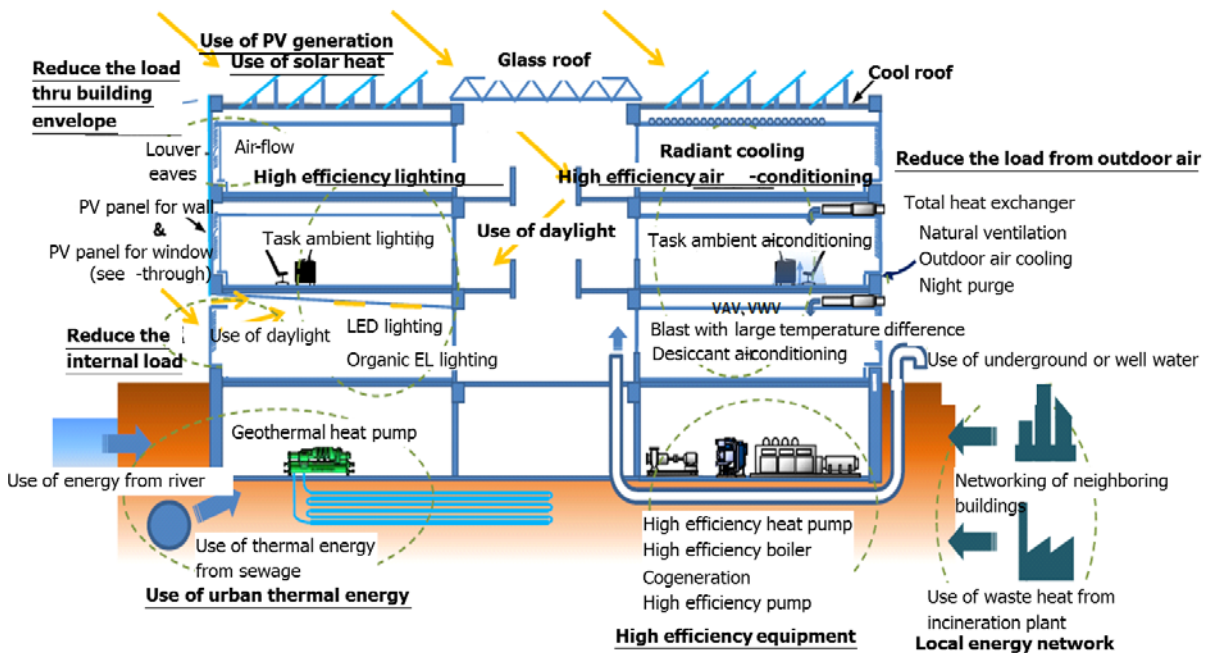 Use of PV generation
Use of solar heat
Glass roof
Cool roof
Reduce the load
thru building
envelope
Louver
eaves
Air-flow
High efficiency lighting
Radiant cooling
High efficiency air -conditioning
Reduce the load from outdoor air
PV panel for wall
&
PV panel for window
(see -through)
Task ambient lighting
Use of daylight
Task ambient airconditioning
Total heat exchanger
Natural ventilation
Outdoor air cooling
Night purge
Reduce the
internal load
Use of daylight
LED lighting
Organic EL lighting
VAV, VWV
Blast with large temperature difference
Desiccant airconditioning
Use of underground or well water
Use of energy from river
Geothermal heat pump
Use of thermal energy
from sewage
Use of urban thermal energy
High efficiency heat pump
High efficiency boiler
Cogeneration
High efficiency pump
High efficiency equipment
Networking of neighboring
buildings
Use of waste heat from
incineration plant
Local energy network